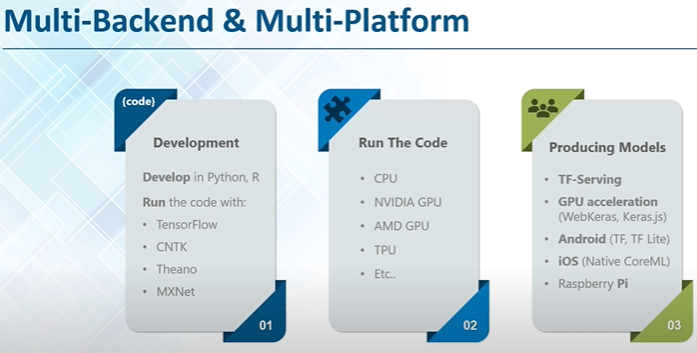 Multi-Backend & Multi-Platform
{code}
Development
Develop in Python, R
Run the code with:
• TensorFlow
• CNTK
• Theano
• MXNet
01
Run The Code
• CPU
• NVIDIA GPU
• AMD GPU
• TPU
• Etc..
02
Producing Models
• TF-Serving
• GPU acceleration
(WebKeras, Keras.js)
• Android (TF, TF Lite)
• iOS (Native CoreML)
• Raspberry Pi
03